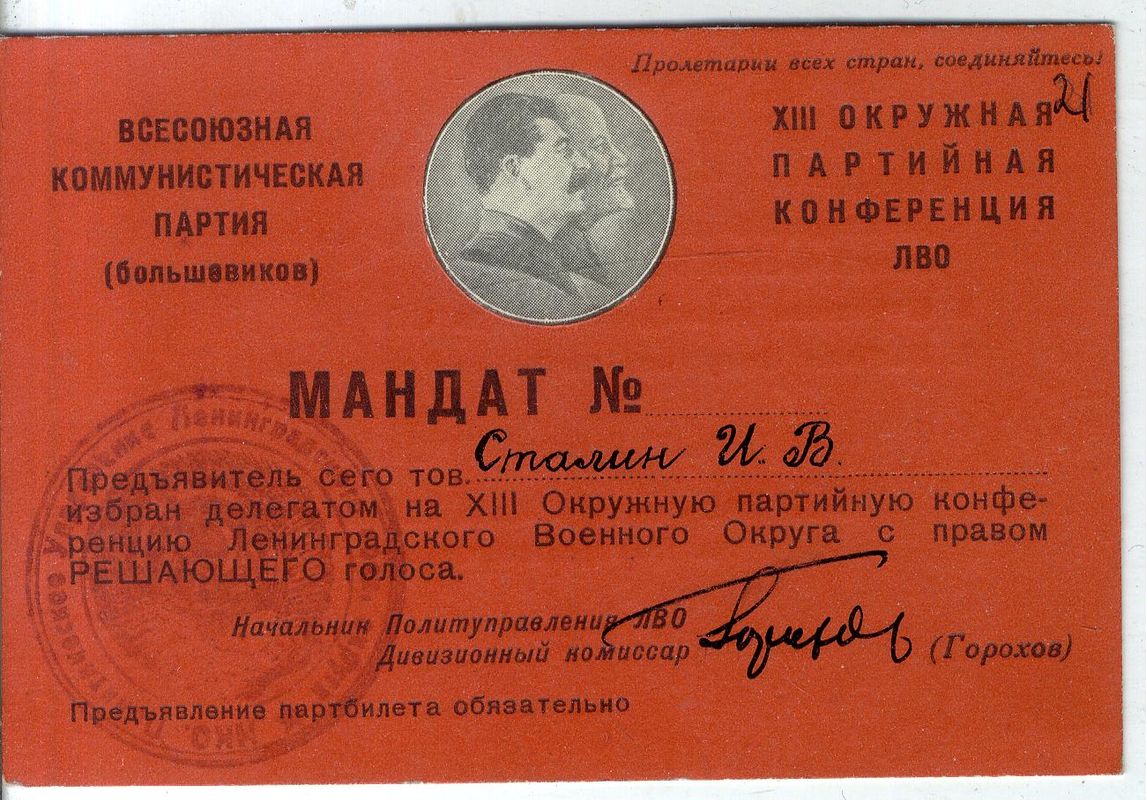 Пролетарии всех стран, соединяйтесь!
21
ВСЕСОЮЗНАЯ
КОММУНИСТИЧЕСКАЯ
ПАРТИЯ
(большевиков)
XIII ОКРУЖНАЯ
ПАРТИЙНАЯ
КОНФЕРЕНЦИЯ
ЛВО
МАНДАТ №
Предъявитель сего тов. Сталин И. В.
избран делегатом на XIII Окружную партийную конфе-
ренцию Ленинградского Военного Округа с правом
РЕШАЮЩЕГО голоса.
Начальник Политуправления ЛВО
Дивизионный комиссар Горохов (Горохов)
Предъявление партбилета обязательно